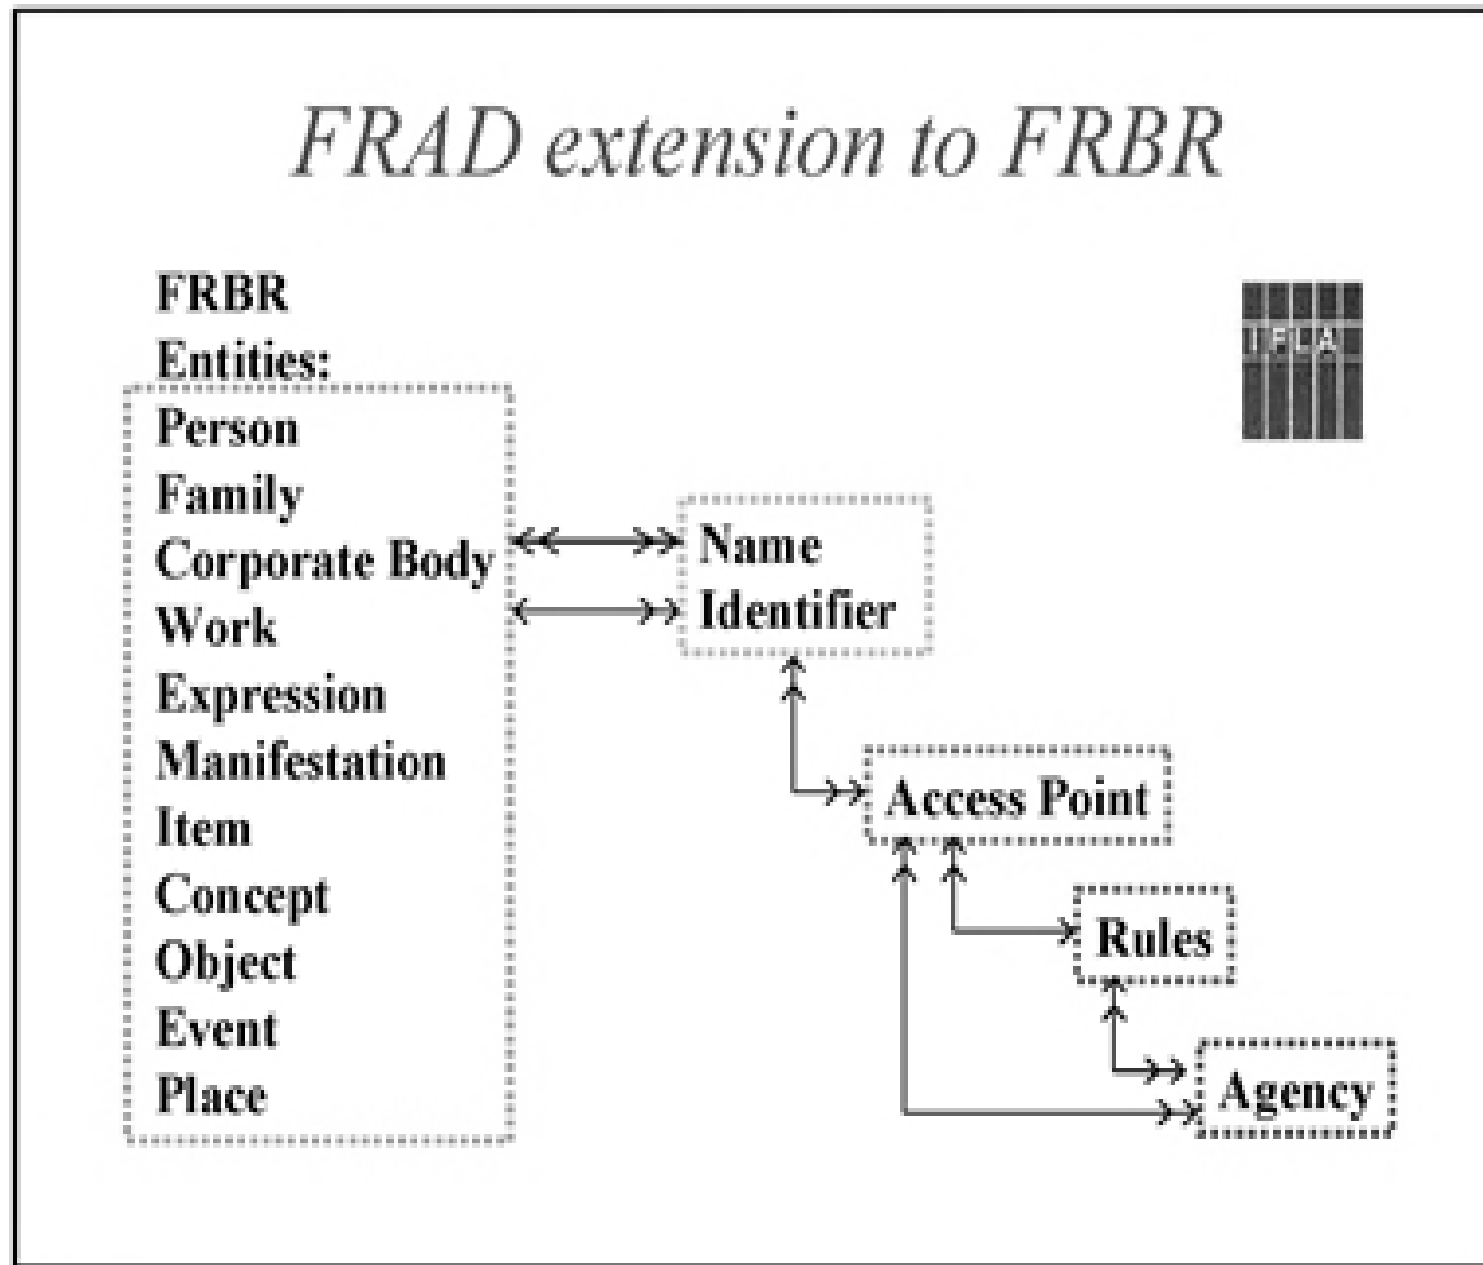 FRAD extension to FRBR
FRBR
Entities:
Person
Family
Corporate Body
Work
Expression
Manifestation
Item
Concept
Object
Event
Place
IFLA
Name
Identifier
Access Point
Rules
Agency